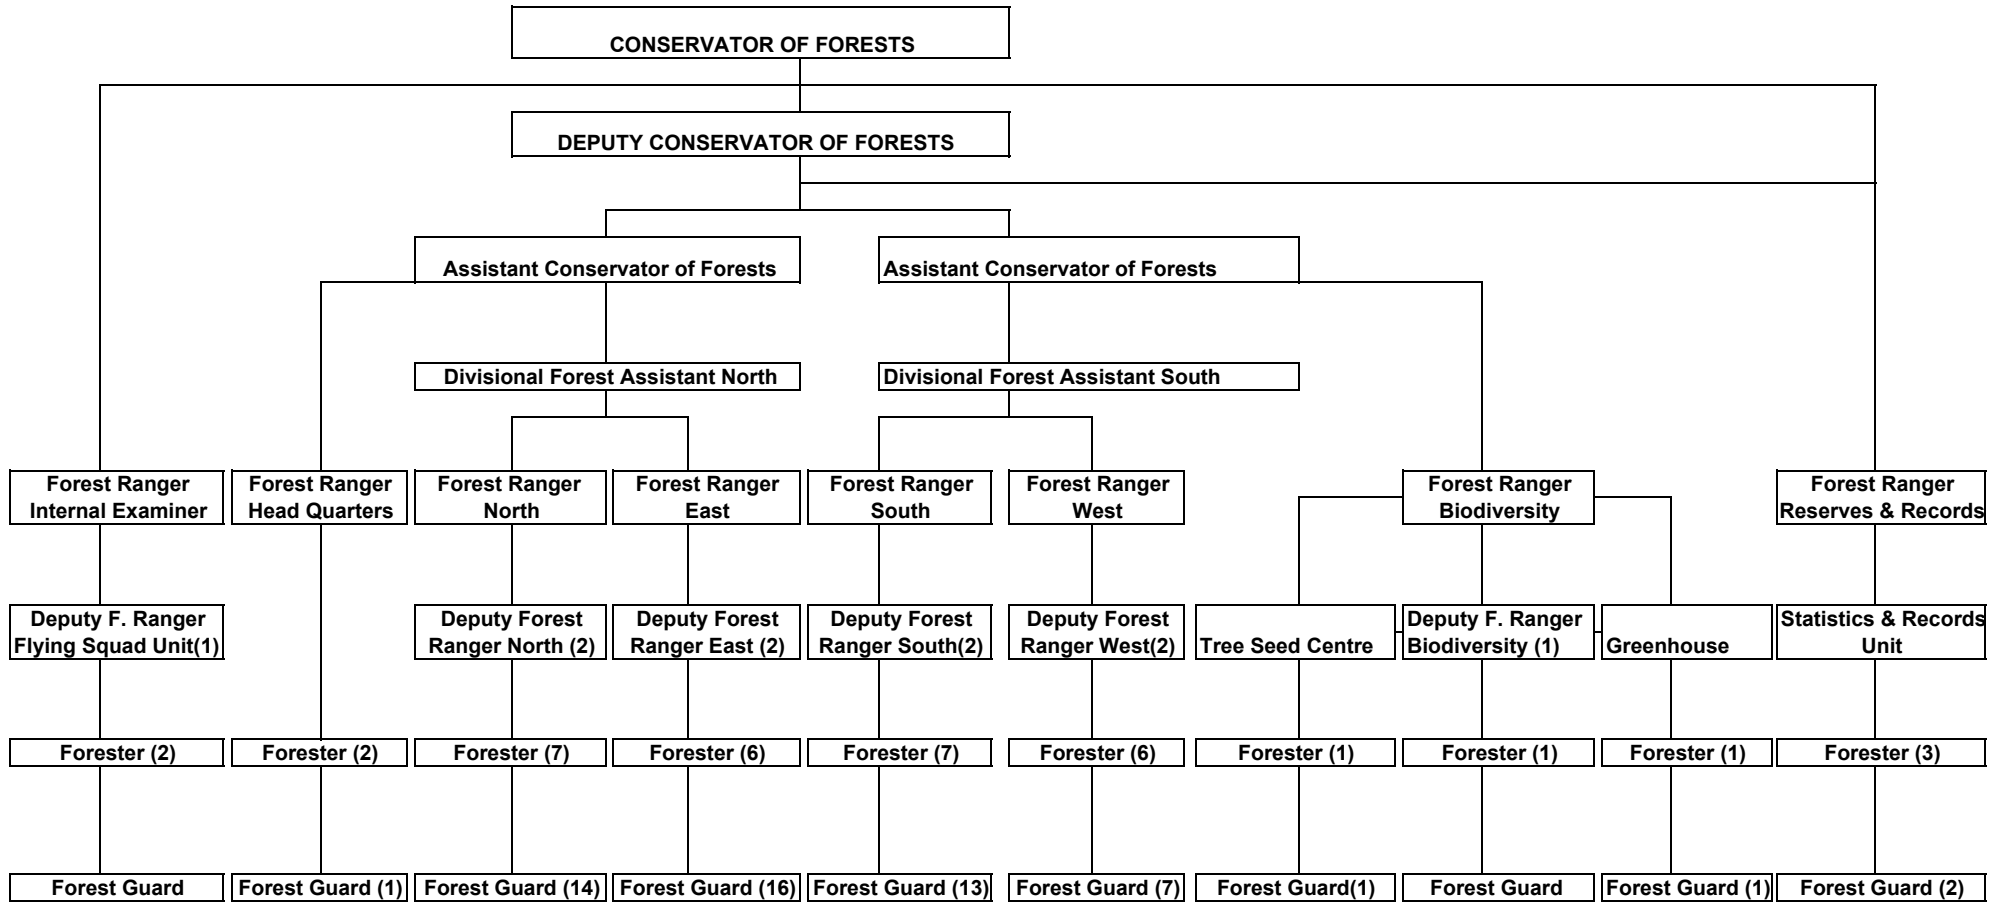 CONSERVATOR OF FORESTS
DEPUTY CONSERVATOR OF FORESTS
Assistant Conservator of Forests
Assistant Conservator of Forests
Divisional Forest Assistant North
Divisional Forest Assistant South
Forest Ranger
Internal Examiner
Forest Ranger
Head Quarters
Forest Ranger
North
Forest Ranger
East
Forest Ranger
South
Forest Ranger
West
Forest Ranger
Biodiversity
Forest Ranger
Reserves & Records
Deputy F. Ranger
Flying Squad Unit(1)
Deputy Forest
Ranger North (2)
Deputy Forest
Ranger East (2)
Deputy Forest
Ranger South(2)
Deputy Forest
Ranger West(2)
Tree Seed Centre
Deputy F. Ranger
Biodiversity (1)
Greenhouse
Statistics & Records
Unit
Forester (2)
Forester (2)
Forester (7)
Forester (6)
Forester (7)
Forester (6)
Forester (1)
Forester (1)
Forester (1)
Forester (3)
Forest Guard
Forest Guard (1)
Forest Guard (14)
Forest Guard (16)
Forest Guard (13)
Forest Guard (7)
Forest Guard(1)
Forest Guard
Forest Guard (1)
Forest Guard (2)